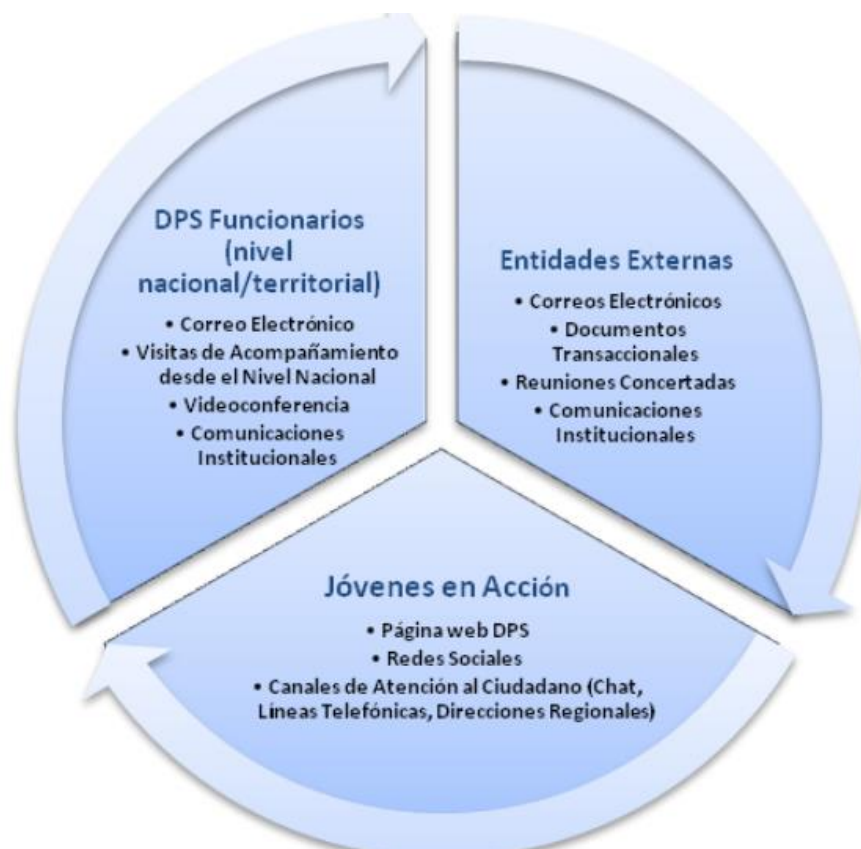 DPS Funcionarios
(nivel
nacional/territorial)
• Correo Electrónico
• Visitas de Acompañamiento
desde el Nivel Nacional
• Videoconferencia
• Comunicaciones
Institucionales
Entidades Externas
• Correos Electrónicos
• Documentos
Transaccionales
• Reuniones Concertadas
• Comunicaciones
Institucionales
Jóvenes en Acción
• Página web DPS
• Redes Sociales
• Canales de Atención al Ciudadano (Chat,
Líneas Telefónicas, Direcciones Regionales)